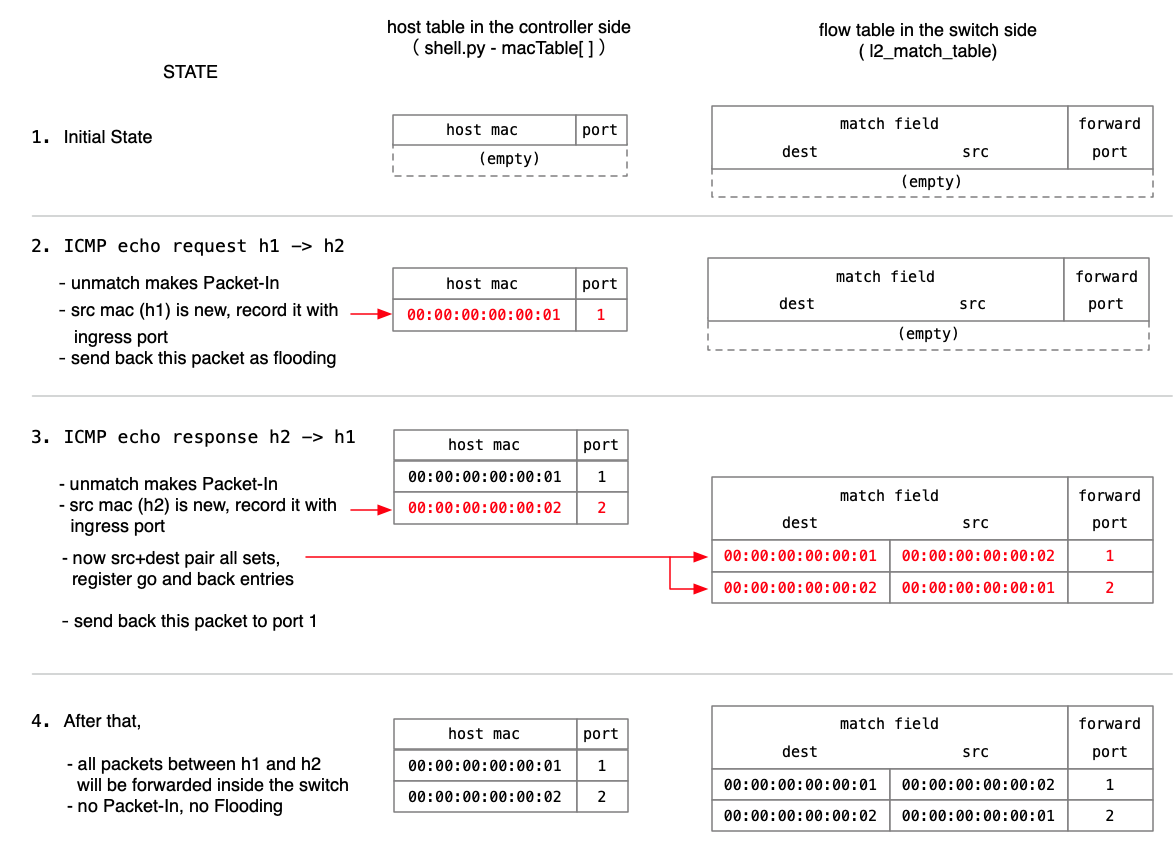 host table in the controller side
( shell.py - macTable[ ] )
flow table in the switch side
( l2_match_table)
STATE
1. Initial State
host mac port
(empty)
match field forward
dest src port
(empty)
2. ICMP echo request h1 -> h2
- unmatch makes Packet-In
- src mac (h1) is new, record it with
ingress port
- send back this packet as flooding
host mac port
00:00:00:00:00:01 1
match field forward
dest src port
(empty)
3. ICMP echo response h2 -> h1
- unmatch makes Packet-In
- src mac (h2) is new, record it with
ingress port
- now src+dest pair all sets,
register go and back entries
- send back this packet to port 1
host mac port
00:00:00:00:00:01 1
00:00:00:00:00:02 2
match field forward
dest src port
00:00:00:00:00:01 00:00:00:00:00:02 1
00:00:00:00:00:02 00:00:00:00:00:01 2
4. After that,
- all packets between h1 and h2
will be forwarded inside the switch
- no Packet-In, no Flooding
host mac port
00:00:00:00:00:01 1
00:00:00:00:00:02 2
match field forward
dest src port
00:00:00:00:00:01 00:00:00:00:00:02 1
00:00:00:00:00:02 00:00:00:00:00:01 2